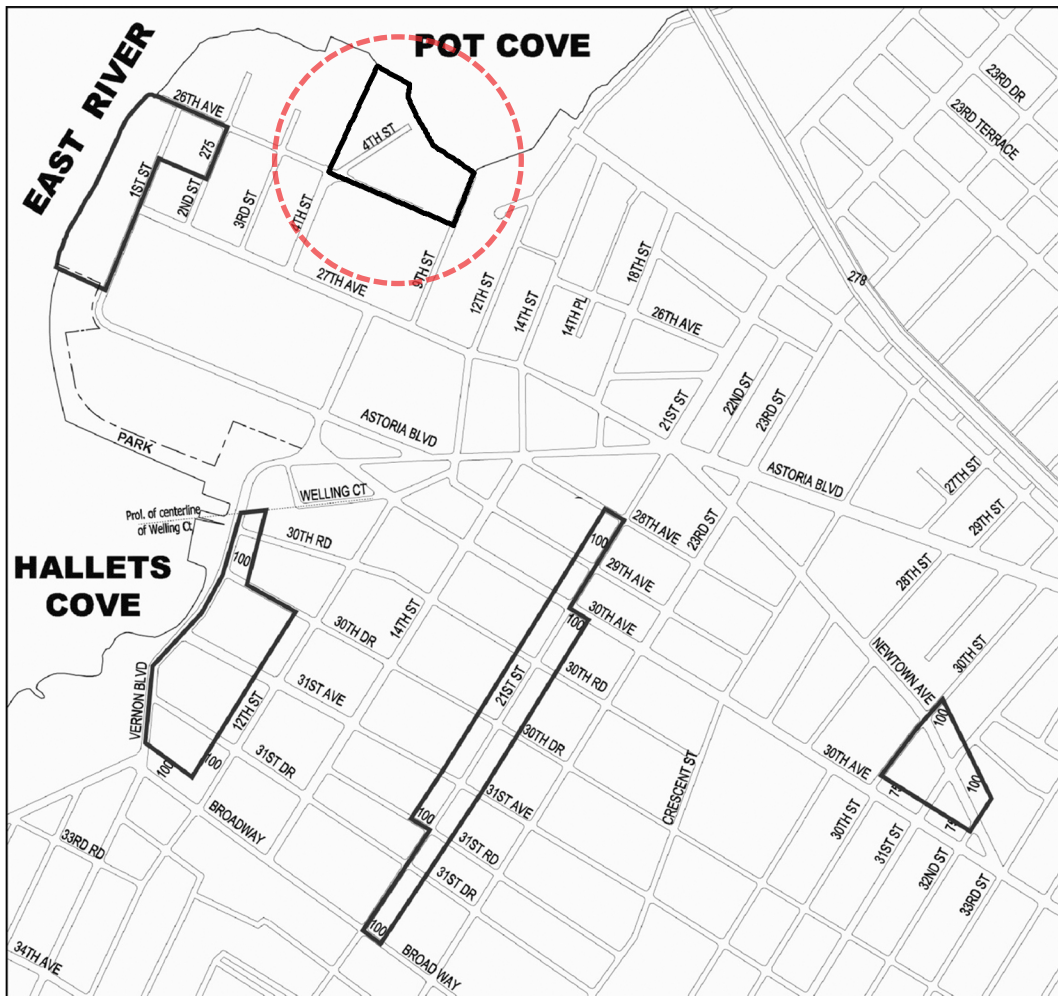 POT COVE
EAST RIVER
26TH AVE
275
1ST ST
2ND ST
3RD ST
4TH ST
4TH ST
27TH AVE
9TH ST
12TH ST
14TH ST
14TH PL
18TH ST
26TH AVE
23RD DR
23RD TERRACE
278
21ST ST
22ND ST
23RD ST
ASTORIA BLVD
ASTORIA BLVD
27TH ST
29TH ST
28TH ST
30TH ST
PARK
WELLING CT
Prol. of centerline
of Welling Ct.
30TH RD
100
HALLETS
COVE
14TH ST
30TH DR
31ST AVE
12TH ST
VERNON BLVD
100
100
31ST DR
BROADWAY
33RD RD
34TH AVE
28TH AVE
23RD ST
100
29TH AVE
30TH AVE
100
30TH RD
21ST ST
30TH DR
31ST AVE
100
31ST RD
31ST DR
100
BROADWAY
CRESCENT ST
NEWTOWN AVE
100
30TH AVE
100
75
75
30TH ST
31ST ST
32ND ST
33RD ST